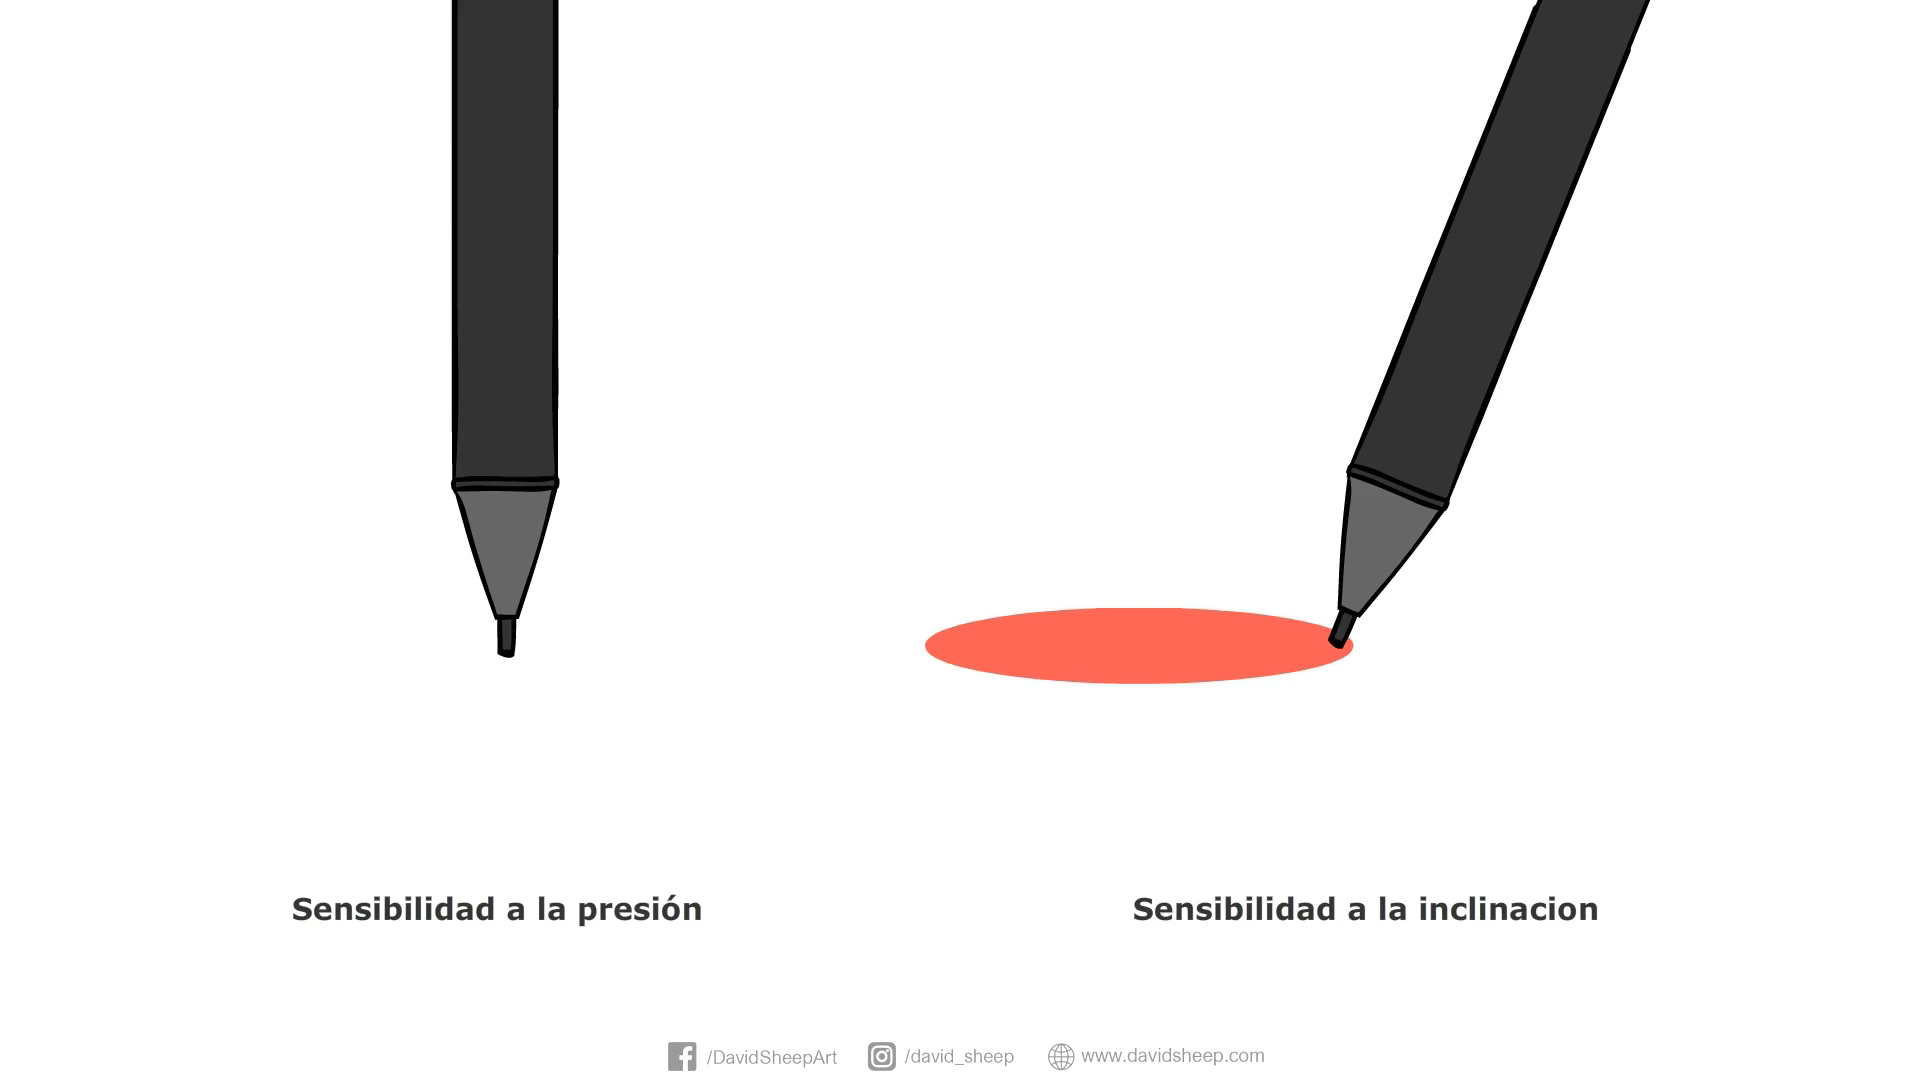 Sensibilidad a la presión
Sensibilidad a la inclinacion
/DavidSheepArt /david_sheep www.davidsheep.com